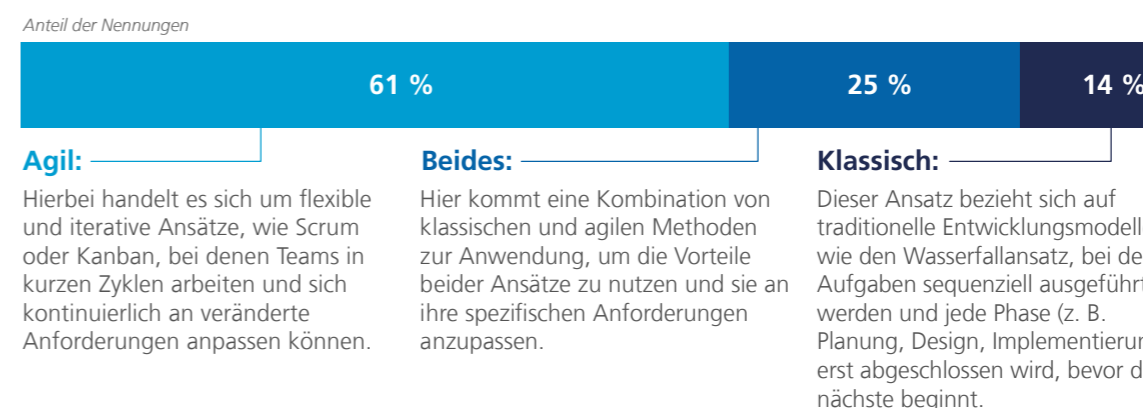 Anteil der Nennungen
61 %
25 %
14 %
Agil:
Hierbei handelt es sich um flexible
und iterative Ansätze, wie Scrum
oder Kanban, bei denen Teams in
kurzen Zyklen arbeiten und sich
kontinuierlich an veränderte
Anforderungen anpassen können.
Beides:
Hier kommt eine Kombination von
klassischen und agilen Methoden
zur Anwendung, um die Vorteile
beider Ansätze zu nutzen und sie an
ihre spezifischen Anforderungen
anzupassen.
Klassisch:
Dieser Ansatz bezieht sich auf
traditionelle Entwicklungsmodell
wie den Wasserfallansatz, bei de
Aufgaben sequenziell ausgeführt
werden und jede Phase (z. B.
Planung, Design, Implementierun
erst abgeschlossen wird, bevor d
nächste beginnt.